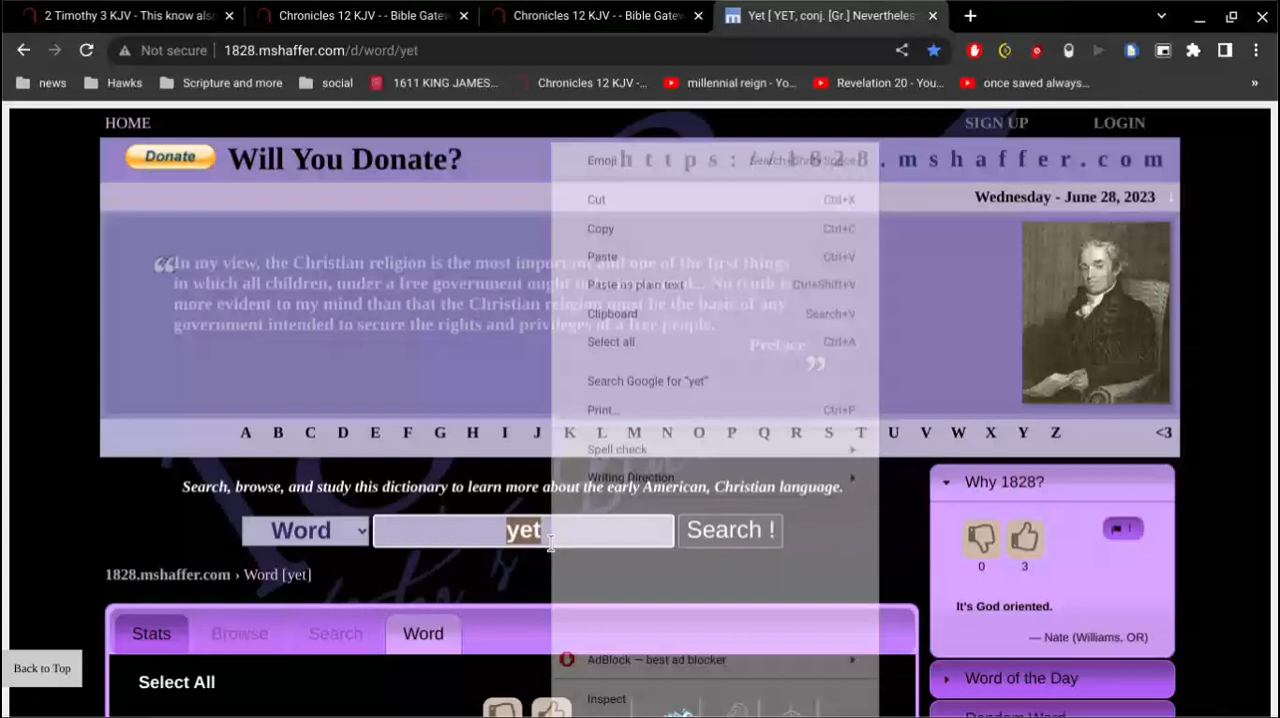 2 Timothy 3 KJV - This know als
Chronicles 12 KJV - - Bible Gatew
Chronicles 12 KJV - - Bible Gatew
Yet [ YET, conj. [Gr.] Nevertheles
Not secure 1828.mshaffer.com/d/word/yet
news Hawks Scripture and more social 1611 KING JAMES... Chronicles 12 KJV -... millennial reign - Yo... Revelation 20 - You... once saved always... »
HOME SIGN UP LOGIN
Donate Will You Donate? https://1828.mshaffer.com
Emoji
Wednesday - June 28, 2023
Cut Ctrl+X
Copy Ctrl+C
Paste Ctrl+V
Paste as plain text Ctrl+Shift+V
Clipboard Search+V
Select all Ctrl+A
Search Google for "yet"
Print... Ctrl+P
Spell check
Writing Direction
AdBlock — best ad blocker
Inspect
“In my view, the Christian religion is the most important and one of the first things
in which all children, under a free government ought
more evident to my mind than that the Christian religion must be the basis of any
government intended to secure the rights and privileges of a free people.
Preface
”
A B C D E F G H I J K L M N O P Q R S T U V W X Y Z <3
Search, browse, and study this dictionary to learn more about the early American, Christian language.
Word yet Search !
1828.mshaffer.com › Word [yet]
Stats Browse Search Word
Select All
Why 1828?
0 3
!
It's God oriented.
— Nate (Williams, OR)
Word of the Day
Random Word
Back to Top